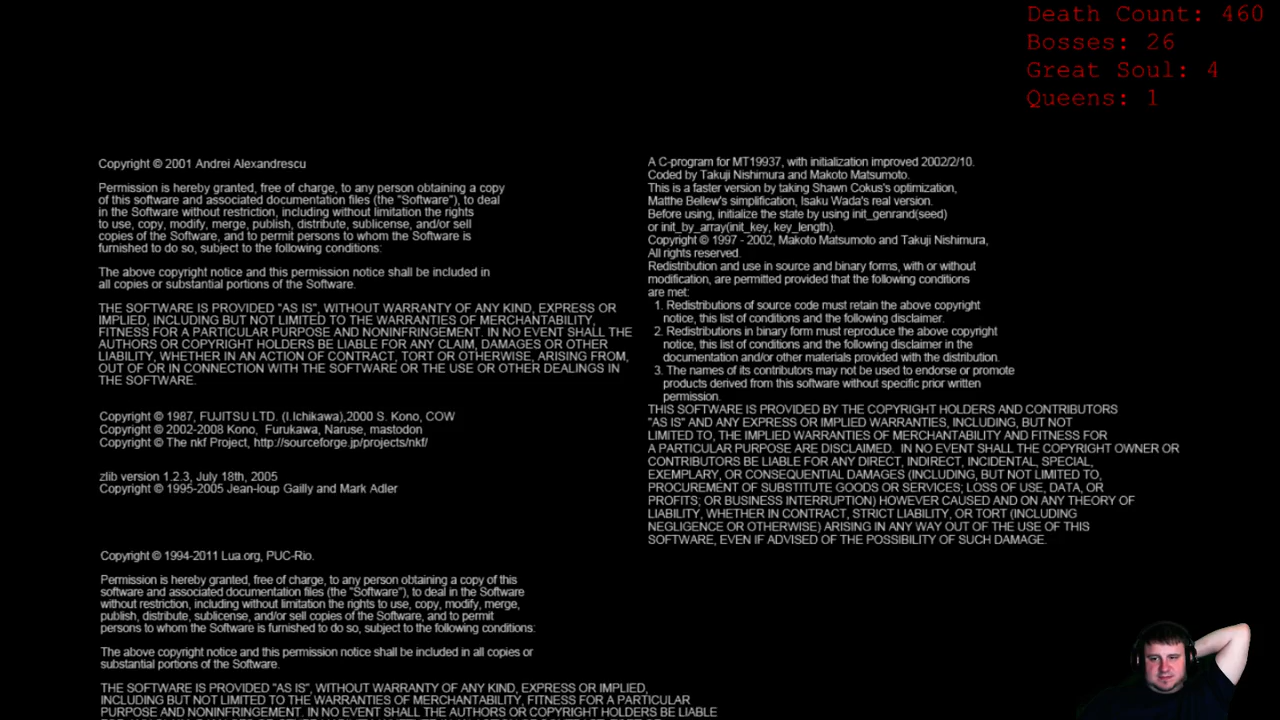 Death Count: 460
Bosses: 26
Great Soul: 4
Queens: 1
Copyright © 2001 Andrei Alexandrescu
Permission is hereby granted, free of charge, to any person obtaining a copy
of this software and associated documentation files (the "Software"), to deal
in the Software without restriction, including without limitation the rights
to use, copy, modify, merge, publish, distribute, sublicense, and/or sell
copies of the Software, and to permit persons to whom the Software is
furnished to do so, subject to the following conditions:
The above copyright notice and this permission notice shall be included in
all copies or substantial portions of the Software.
THE SOFTWARE IS PROVIDED "AS IS", WITHOUT WARRANTY OF ANY KIND, EXPRESS OR
IMPLIED, INCLUDING BUT NOT LIMITED TO THE WARRANTIES OF MERCHANTABILITY,
FITNESS FOR A PARTICULAR PURPOSE AND NONINFRINGEMENT. IN NO EVENT SHALL THE
AUTHORS OR COPYRIGHT HOLDERS BE LIABLE FOR ANY CLAIM, DAMAGES OR OTHER
LIABILITY, WHETHER IN AN ACTION OF CONTRACT, TORT OR OTHERWISE, ARISING FROM,
OUT OF OR IN CONNECTION WITH THE SOFTWARE OR THE USE OR OTHER DEALINGS IN
THE SOFTWARE.
Copyright © 1987, FUJITSU LTD. (I.Ichikawa),2000 S. Kono, COW
Copyright © 2002-2008 Kono, Furukawa, Naruse, mastodon
Copyright © The nkf Project, http://sourceforge.jp/projects/nkf/
zlib version 1.2.3, July 18th, 2005
Copyright © 1995-2005 Jean-loup Gailly and Mark Adler
Copyright © 1994-2011 Lua.org, PUC-Rio.
Permission is hereby granted, free of charge, to any person obtaining a copy of this
software and associated documentation files (the "Software"), to deal in the Software
without restriction, including without limitation the rights to use, copy, modify, merge,
publish, distribute, sublicense, and/or sell copies of the Software, and to permit
persons to whom the Software is furnished to do so, subject to the following conditions:
The above copyright notice and this permission notice shall be included in all copies or
substantial portions of the Software.
THE SOFTWARE IS PROVIDED "AS IS", WITHOUT WARRANTY OF ANY KIND, EXPRESS OR IMPLIED,
INCLUDING BUT NOT LIMITED TO THE WARRANTIES OF MERCHANTABILITY, FITNESS FOR A PARTICULAR
PURPOSE AND NONINFRINGEMENT. IN NO EVENT SHALL THE AUTHORS OR COPYRIGHT HOLDERS BE LIABLE
A C-program for MT19937, with initialization improved 2002/2/10.
Coded by Takuji Nishimura and Makoto Matsumoto.
This is a faster version by taking Shawn Cokus's optimization,
Matthe Bellew's simplification, Isaku Wada's real version.
Before using, initialize the state by using init_genrand(seed)
or init_by_array(init_key, key_length).
Copyright © 1997 - 2002, Makoto Matsumoto and Takuji Nishimura,
All rights reserved.
Redistribution and use in source and binary forms, with or without
modification, are permitted provided that the following conditions
are met:
1. Redistributions of source code must retain the above copyright
notice, this list of conditions and the following disclaimer.
2. Redistributions in binary form must reproduce the above copyright
notice, this list of conditions and the following disclaimer in the
documentation and/or other materials provided with the distribution.
3. The names of its contributors may not be used to endorse or promote
products derived from this software without specific prior written
permission.
THIS SOFTWARE IS PROVIDED BY THE COPYRIGHT HOLDERS AND CONTRIBUTORS
"AS IS" AND ANY EXPRESS OR IMPLIED WARRANTIES, INCLUDING, BUT NOT
LIMITED TO, THE IMPLIED WARRANTIES OF MERCHANTABILITY AND FITNESS FOR
A PARTICULAR PURPOSE ARE DISCLAIMED. IN NO EVENT SHALL THE COPYRIGHT OWNER OR
CONTRIBUTORS BE LIABLE FOR ANY DIRECT, INDIRECT, INCIDENTAL, SPECIAL,
EXEMPLARY, OR CONSEQUENTIAL DAMAGES (INCLUDING, BUT NOT LIMITED TO,
PROCUREMENT OF SUBSTITUTE GOODS OR SERVICES; LOSS OF USE, DATA, OR
PROFITS; OR BUSINESS INTERRUPTION) HOWEVER CAUSED AND ON ANY THEORY OF
LIABILITY, WHETHER IN CONTRACT, STRICT LIABILITY, OR TORT (INCLUDING
NEGLIGENCE OR OTHERWISE) ARISING IN ANY WAY OUT OF THE USE OF THIS
SOFTWARE, EVEN IF ADVISED OF THE POSSIBILITY OF SUCH DAMAGE.